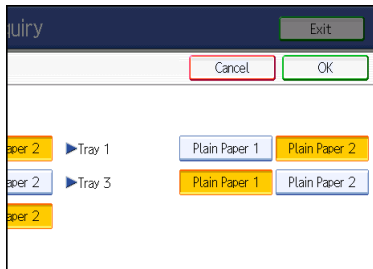 quiry Exit
Cancel OK
aper 2 Tray 1 Plain Paper 1 Plain Paper 2
aper 2 Tray 3 Plain Paper 1 Plain Paper 2
aper 2